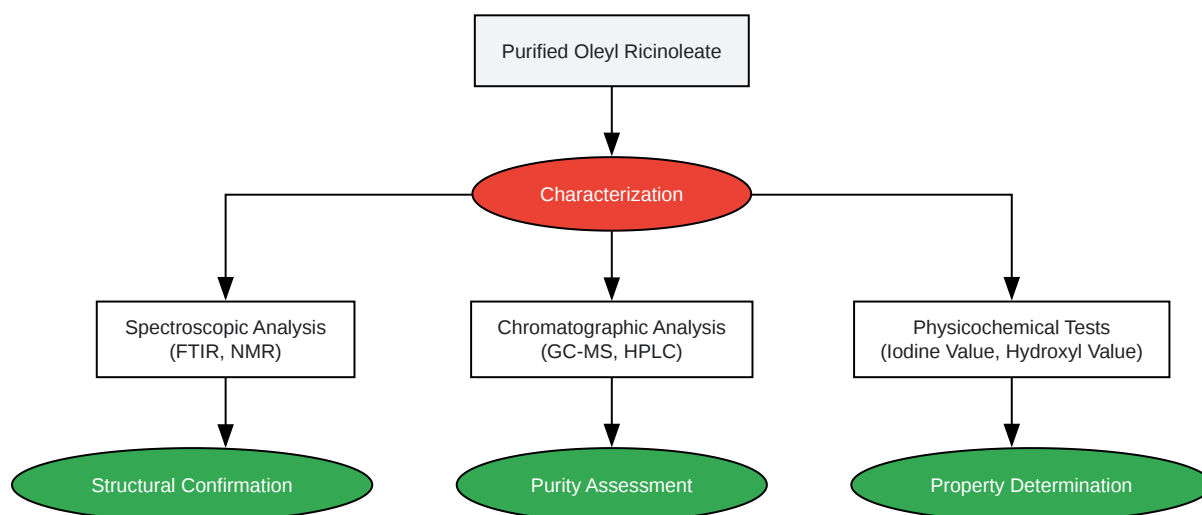 Purified Oleyl Ricinoleate
Characterization
Spectroscopic Analysis
(FTIR, NMR)
Chromatographic Analysis
(GC-MS, HPLC)
Physicochemical Tests
(Iodine Value, Hydroxyl Value)
Structural Confirmation
Purity Assessment
Property Determination